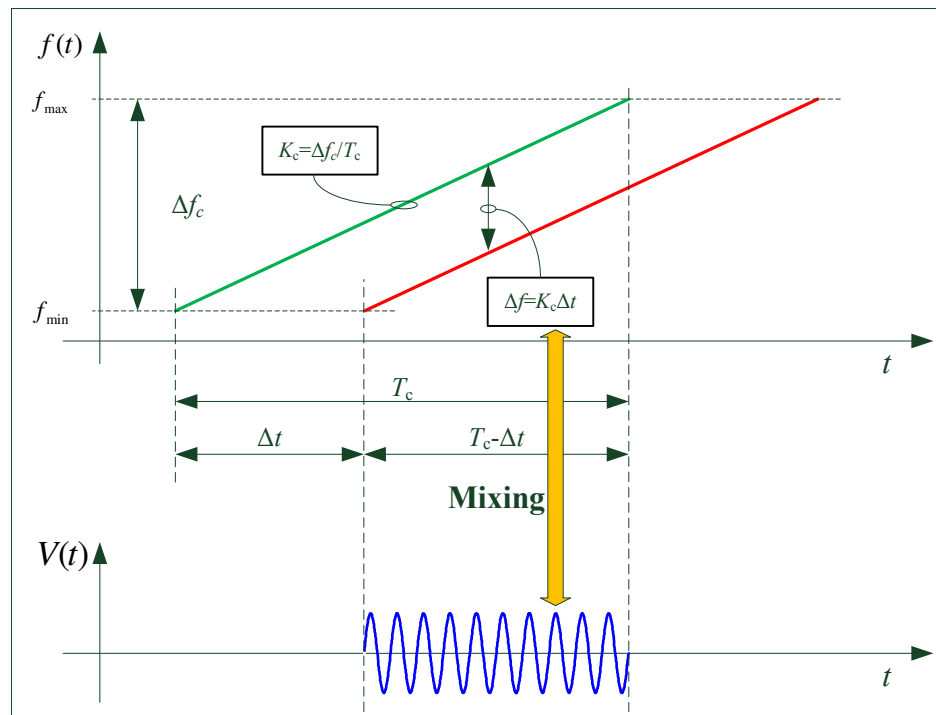 f(t)
f_max
K_c=Δf_c/T_c
Δf_c
Δf=K_cΔt
f_min
t
T_c
Δt
T_c-Δt
Mixing
V(t)
t